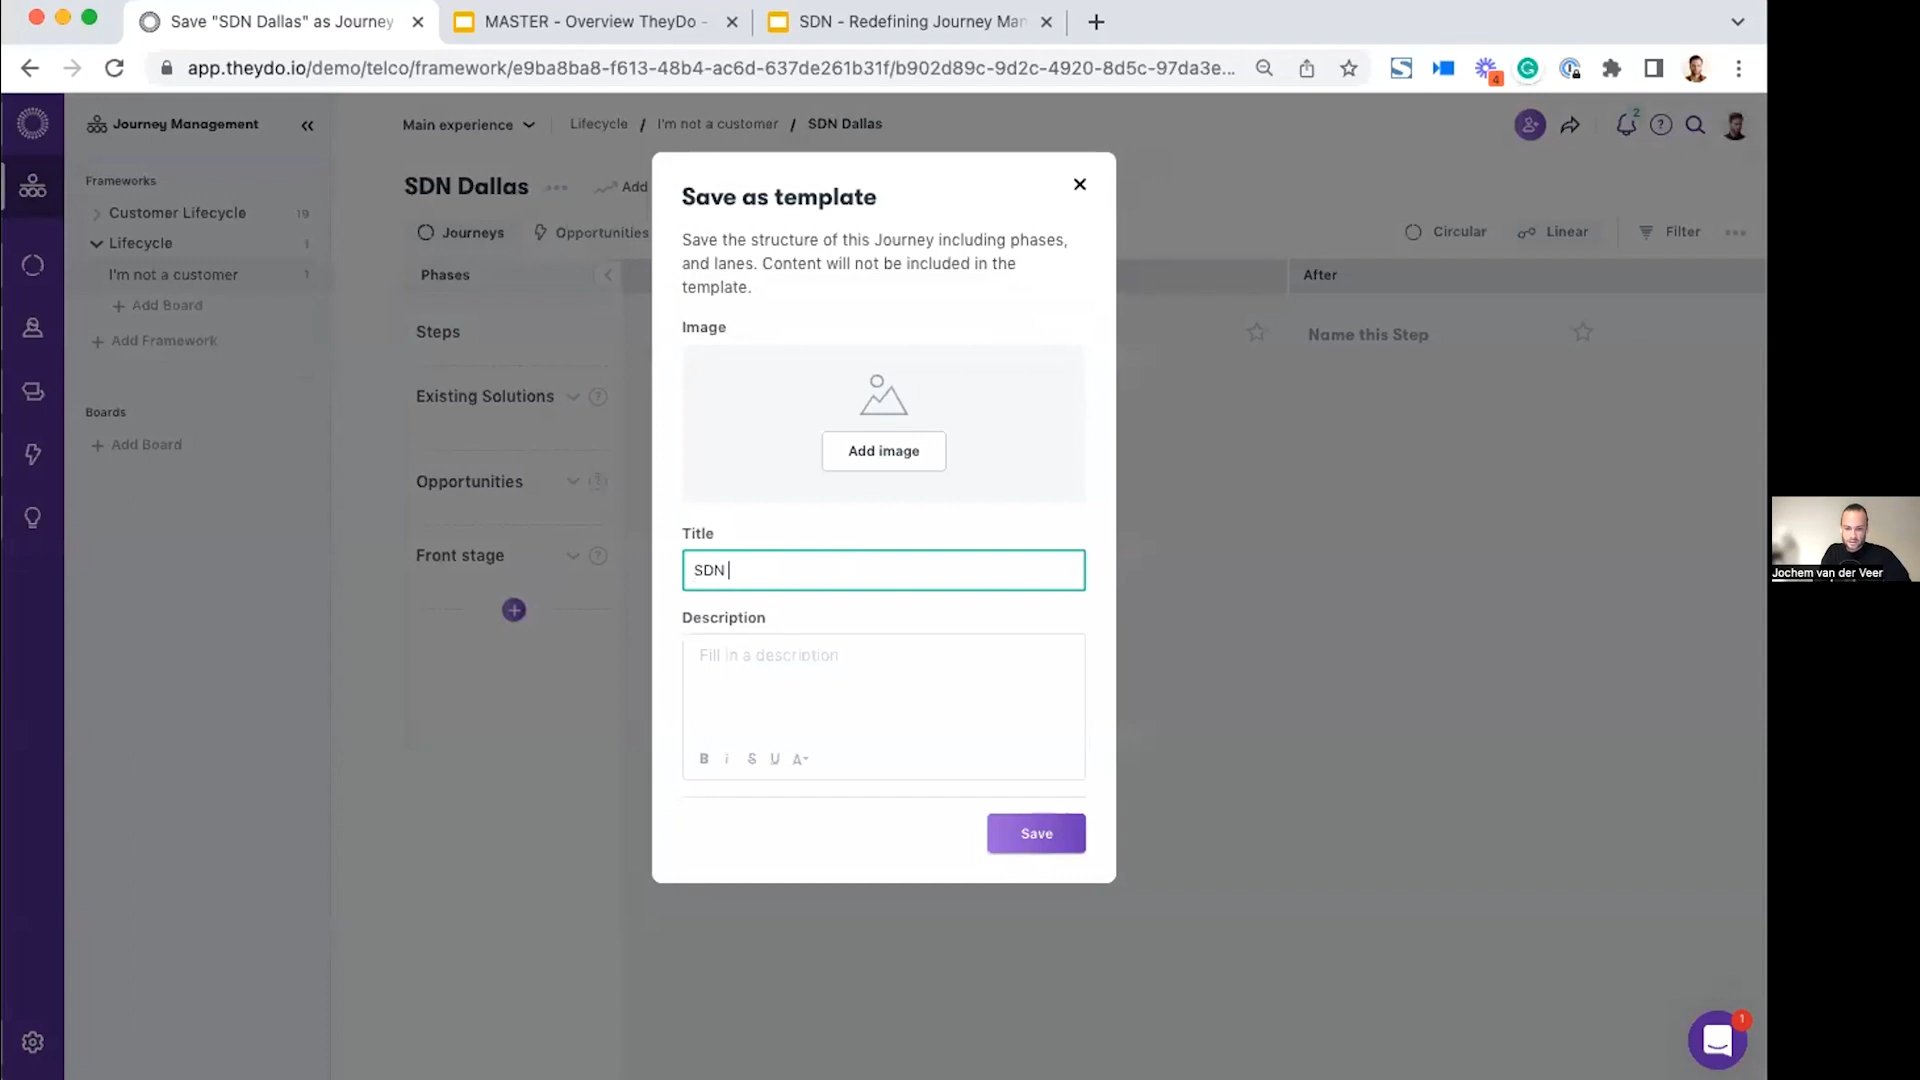 Save "SDN Dallas" as Journey
MASTER - Overview TheyDo -
SDN - Redefining Journey Man
app.theydo.io/demo/telco/framework/e9ba8ba8-f613-48b4-ac6d-637de261b31f/b902d89c-9d2c-4920-8d5c-97da3e...
4
Journey Management
Main experience
Lifecycle / I'm not a customer / SDN Dallas
2
Frameworks
Customer Lifecycle 19
Lifecycle 1
I'm not a customer 1
+ Add Board
+ Add Framework
Boards
+ Add Board
SDN Dallas
Add
Journeys
Opportunities
Circular
Linear
Filter
Phases
After
Steps
Name this Step
Existing Solutions
Opportunities
Front stage
Save as template
Save the structure of this Journey including phases,
and lanes. Content will not be included in the
template.
Image
Add image
Title
SDN
Description
Fill in a description
B i S U A
Save
Jochem van der Veer
1